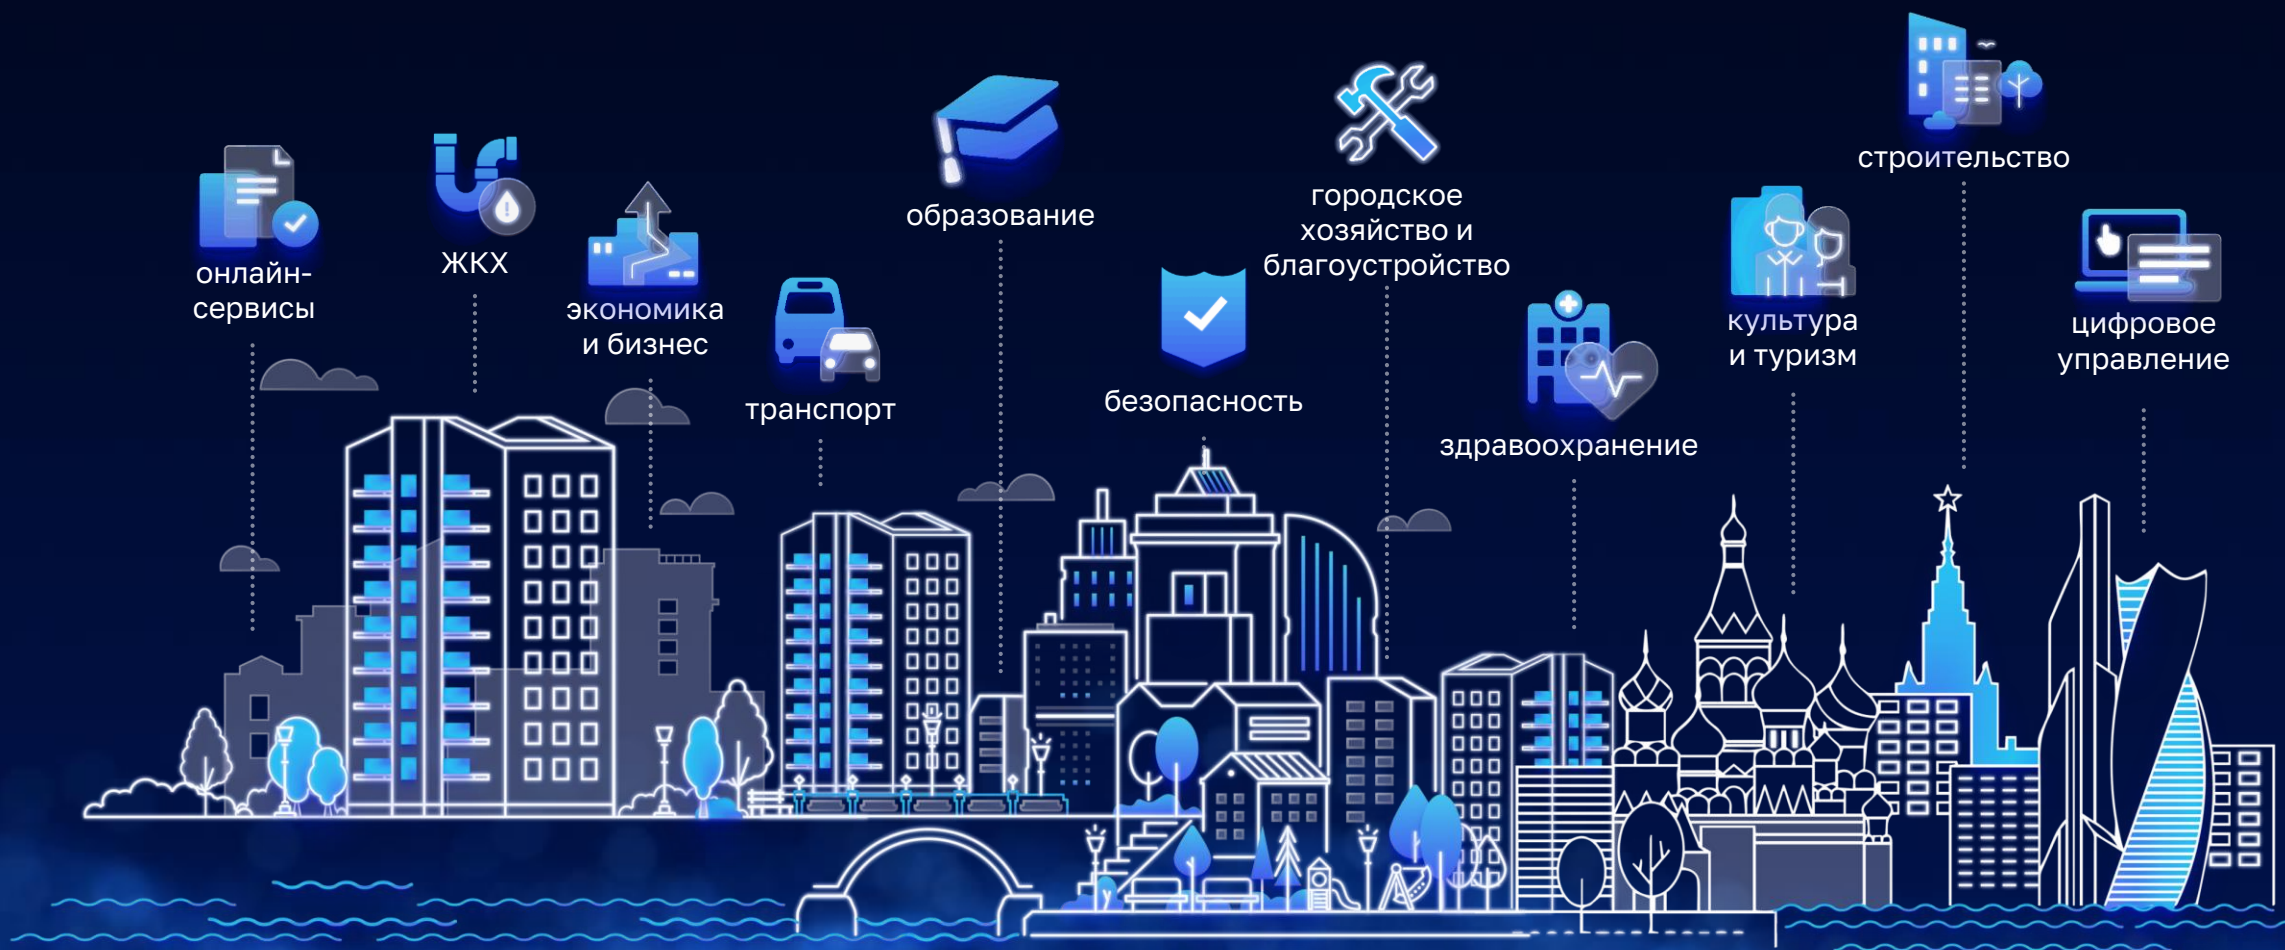 онлайн-
сервисы
ЖКХ
экономика
и бизнес
транспорт
образование
безопасность
городское
хозяйство и
благоустройство
здравоохранение
культура
и туризм
строительство
цифровое
управление